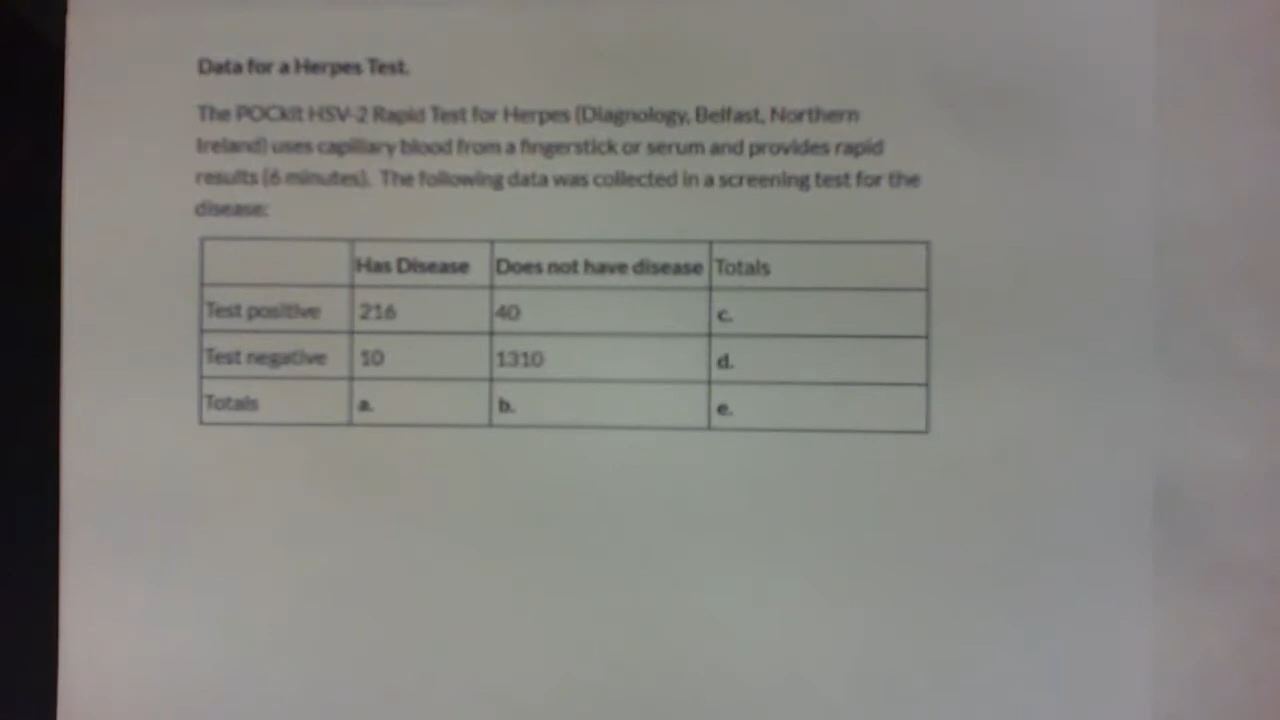 Data for a Herpes Test.
The POCkit HSV-2 Rapid Test for Herpes (Diagnology, Belfast, Northern
Ireland) uses capillary blood from a fingerstick or serum and provides rapid
results (6 minutes). The following data was collected in a screening test for the
disease:
Has Disease Does not have disease Totals
Test positive 216 40 c.
Test negative 10 1310 d.
Totals a. b. e.